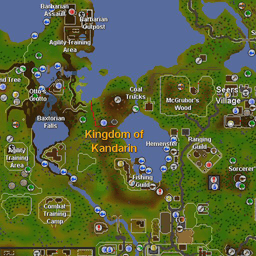 Barbarian
Assault
Barbarian
Outpost
Agility Training
Area
Otto's
Grotto
Coal
Trucks
McGrubor's
Wood
Seers'
Village
Baxtorian
Falls
Kingdom of
Kandarin
Hemenster
Ranging
Guild
Agility
Training
Area
Fishing
Guild
Sorcerer'
Combat
Training
Camp